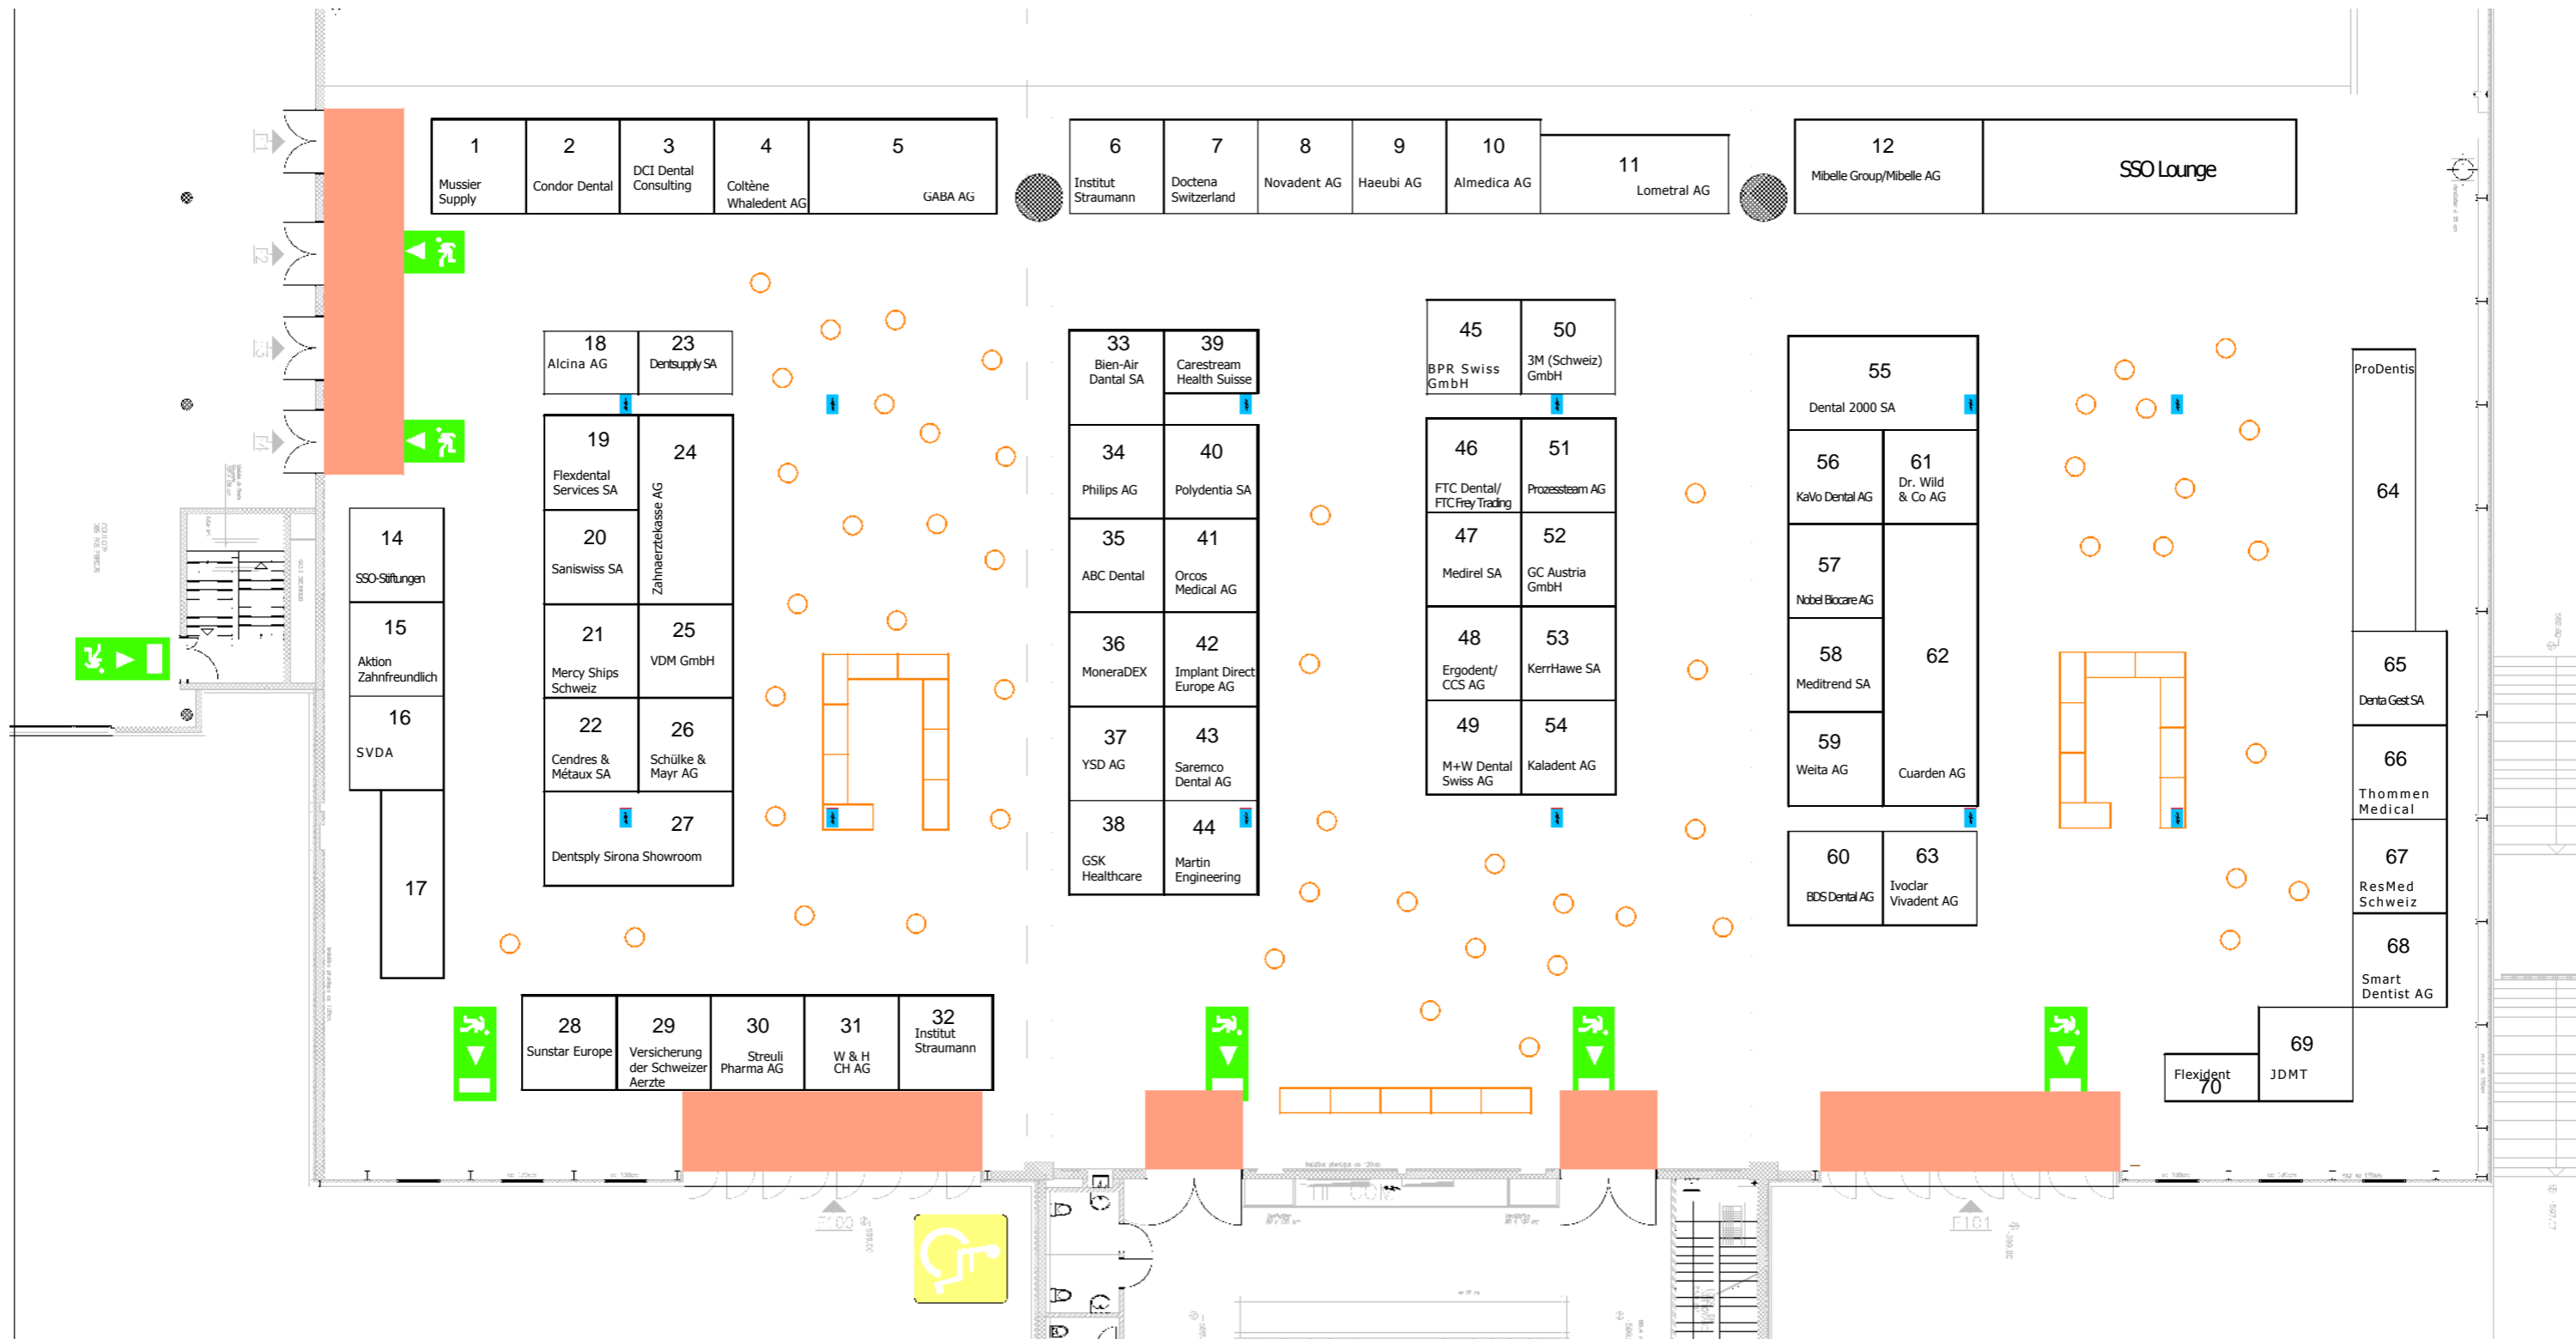 1
Mussier
Supply
2
Condor Dental
3
DCI Dental
Consulting
4
Coltène
Whaledent AG
5
GABA AG
6
Institut
Straumann
7
Doctena
Switzerland
8
Novadent AG
9
Haeubi AG
10
Almedica AG
11
Lometral AG
12
Mibelle Group/Mibelle AG
SSO Lounge
14
SSO-Stiftungen
15
Aktion
Zahnfreundlich
16
SVDA
17
18
Alcina AG
23
Dentsupply SA
19
Flexdental
Services SA
24
Zahnaerztekasse AG
20
Saniswiss SA
21
Mercy Ships
Schweiz
25
VDM GmbH
22
Cendres &
Métaux SA
26
Schülke &
Mayr AG
27
Dentsply Sirona Showroom
28
Sunstar Europe
29
Versicherung
der Schweizer
Aerzte
30
Streuli
Pharma AG
31
W & H
CH AG
32
Institut
Straumann
33
Bien-Air
Dantal SA
39
Carestream
Health Suisse
34
Philips AG
40
Polydentia SA
35
ABC Dental
41
Orcos
Medical AG
36
MoneraDEX
42
Implant Direct
Europe AG
37
YSD AG
43
Saremco
Dental AG
38
GSK
Healthcare
44
Martin
Engineering
45
BPR Swiss
GmbH
50
3M (Schweiz)
GmbH
46
FTC Dental/
FTC Frey Trading
51
Prozessteam AG
47
Medirel SA
52
GC Austria
GmbH
48
Ergodent/
CCS AG
53
KerrHawe SA
49
M+W Dental
Swiss AG
54
Kaladent AG
55
Dental 2000 SA
56
KaVo Dental AG
61
Dr. Wild
& Co AG
57
Nobel Biocare AG
58
Meditrend SA
62
Cuarden AG
59
Weita AG
60
BDS Dental AG
63
Ivoclar
Vivadent AG
ProDentis
64
65
Denta Gest SA
66
Thommen
Medical
67
ResMed
Schweiz
68
Smart
Dentist AG
69
JDMT
Flexident
70
E100
E101